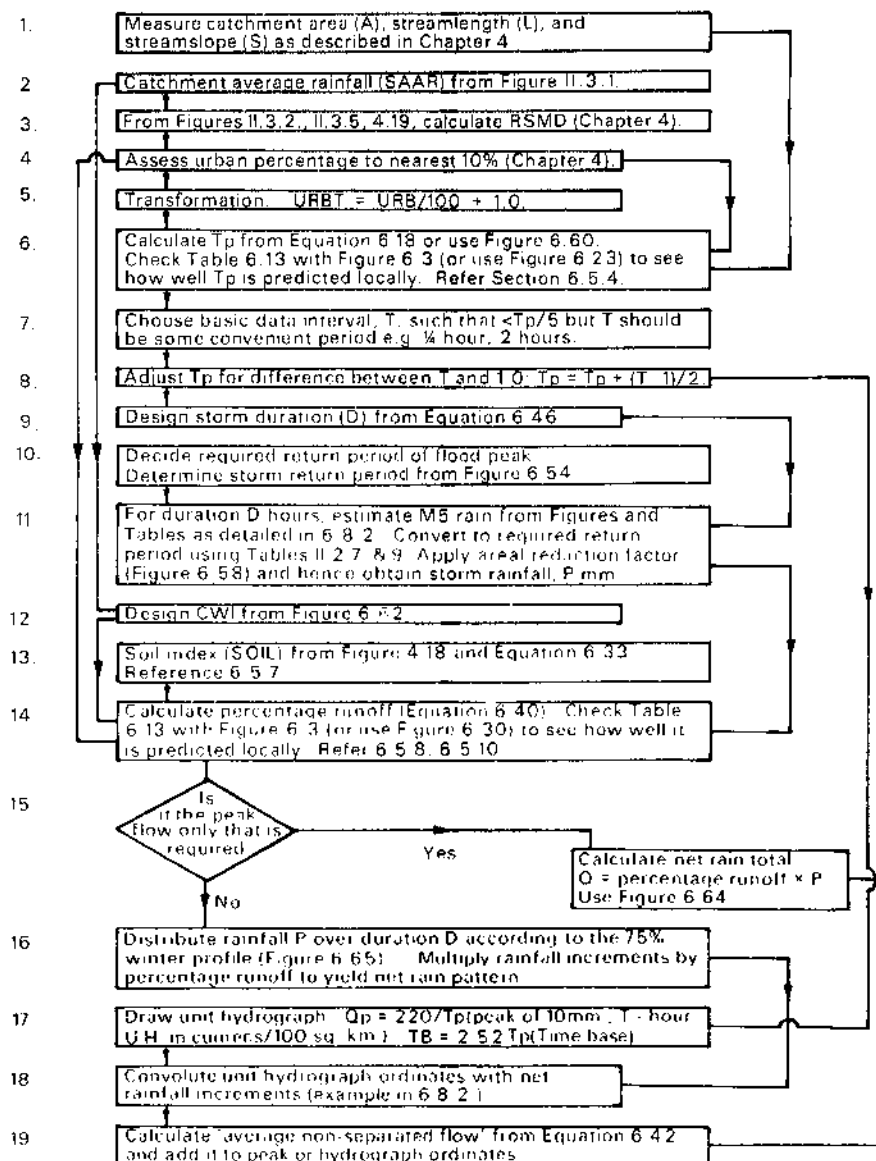 1. Measure catchment area (A), streamlength (L), and
streamslope (S) as described in Chapter 4
2 Catchment average rainfall (SAAR) from Figure II.3.1.
3. From Figures II.3.2., II.3.5, 4.19, calculate RSMD (Chapter 4).
4 Assess urban percentage to nearest 10% (Chapter 4).
5. Transformation. URBT = URB/100 + 1.0.
6. Calculate Tp from Equation 6.18 or use Figure 6.60.
Check Table 6.13 with Figure 6.3 (or use Figure 6.23) to see
how well Tp is predicted locally. Refer Section 6.5.4.
7. Choose basic data interval, T, such that <Tp/5 but T should
be some convenient period e.g. ¼ hour, 2 hours.
8. Adjust Tp for difference between T and 1.0: Tp = Tp + (T 1)/2
9. Design storm duration (D) from Equation 6.46
10. Decide required return period of flood peak
Determine storm return period from Figure 6.54
11 For duration D hours, estimate M5 rain from Figures and
Tables as detailed in 6.8.2 Convert to required return
period using Tables II 2.7 & 9 Apply areal reduction factor
(Figure 6.58) and hence obtain storm rainfall, P mm
12 Design CWI from Figure
13. Soil index (SOIL) from Figure 4.18 and Equation 6.33
Reference 6.5.7
14 Calculate percentage runoff (Equation 6.40) Check Table
6.13 with Figure 6.3 (or use Figure 6.30) to see how well it
is predicted locally Refer 6.5.8, 6.5.10
15 Is
it the peak
flow only that is
required
Yes
Calculate net rain total
Q = percentage runoff × P
Use Figure 6.64
No
16 Distribute rainfall P over duration D according to the 75%
winter profile (Figure 6.65) Multiply rainfall increments by
percentage runoff to yield net rain pattern
17 Draw unit hydrograph Qp = 220/Tp(peak of 10mm, T - hour
U.H. in cumecs/100 sq. km.) TB = 2.52 Tp(Time base)
18 Convolute unit hydrograph ordinates with net
rainfall increments (example in 6.8.2)
19 Calculate 'average non-separated flow' from Equation 6.42
and add it to peak or hydrograph ordinates